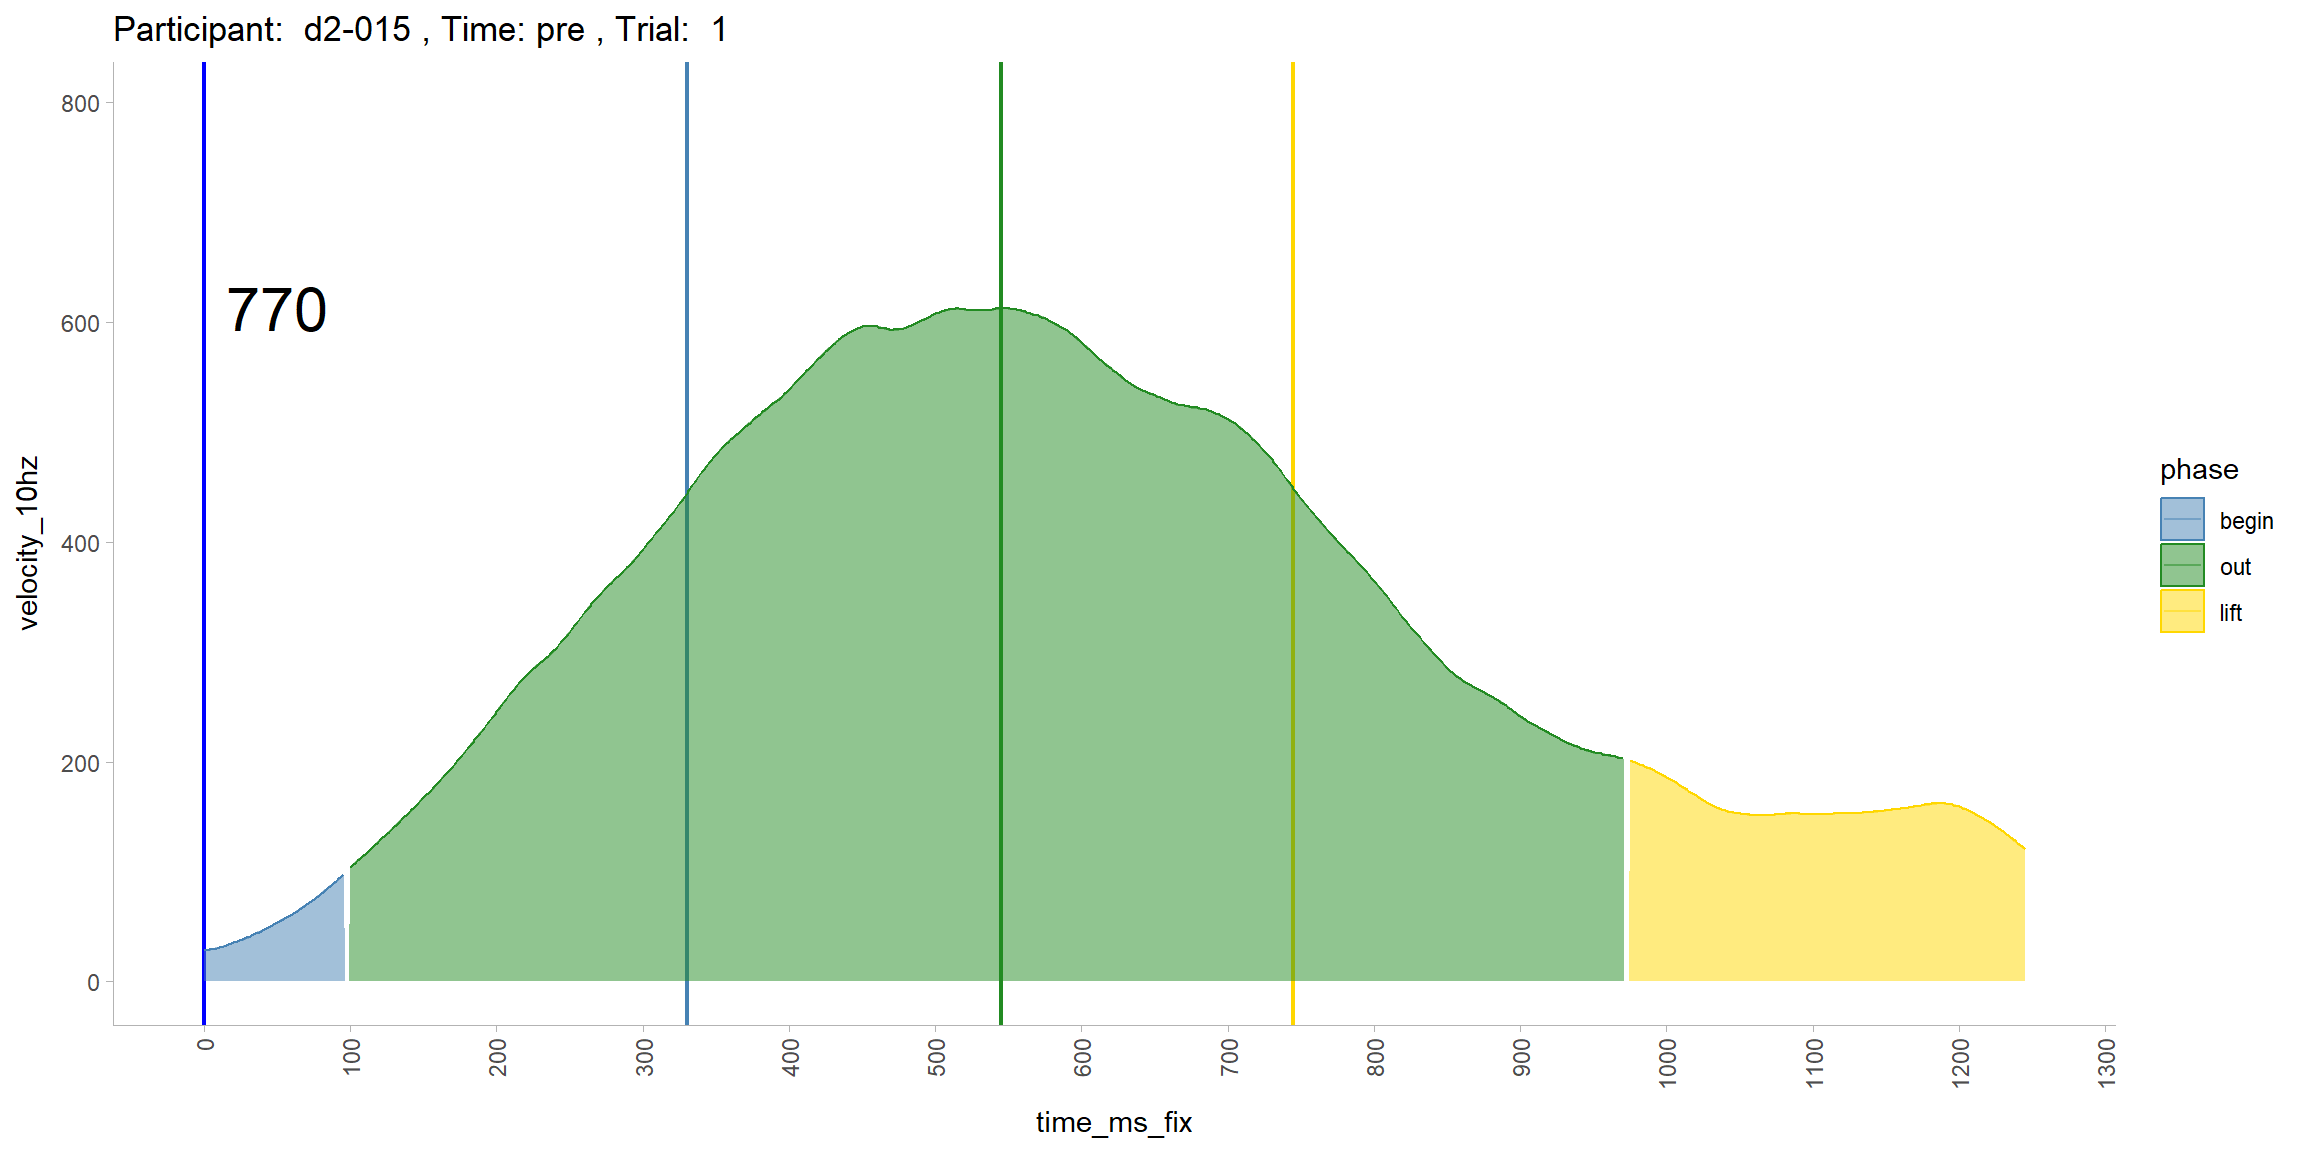 Participant:  d2-015 , Time: pre , Trial:  1
800
600
400
200
0
velocity_10hz
770
0
100
200
300
400
500
600
700
800
900
1000
1100
1200
1300
time_ms_fix
phase
begin
out
lift